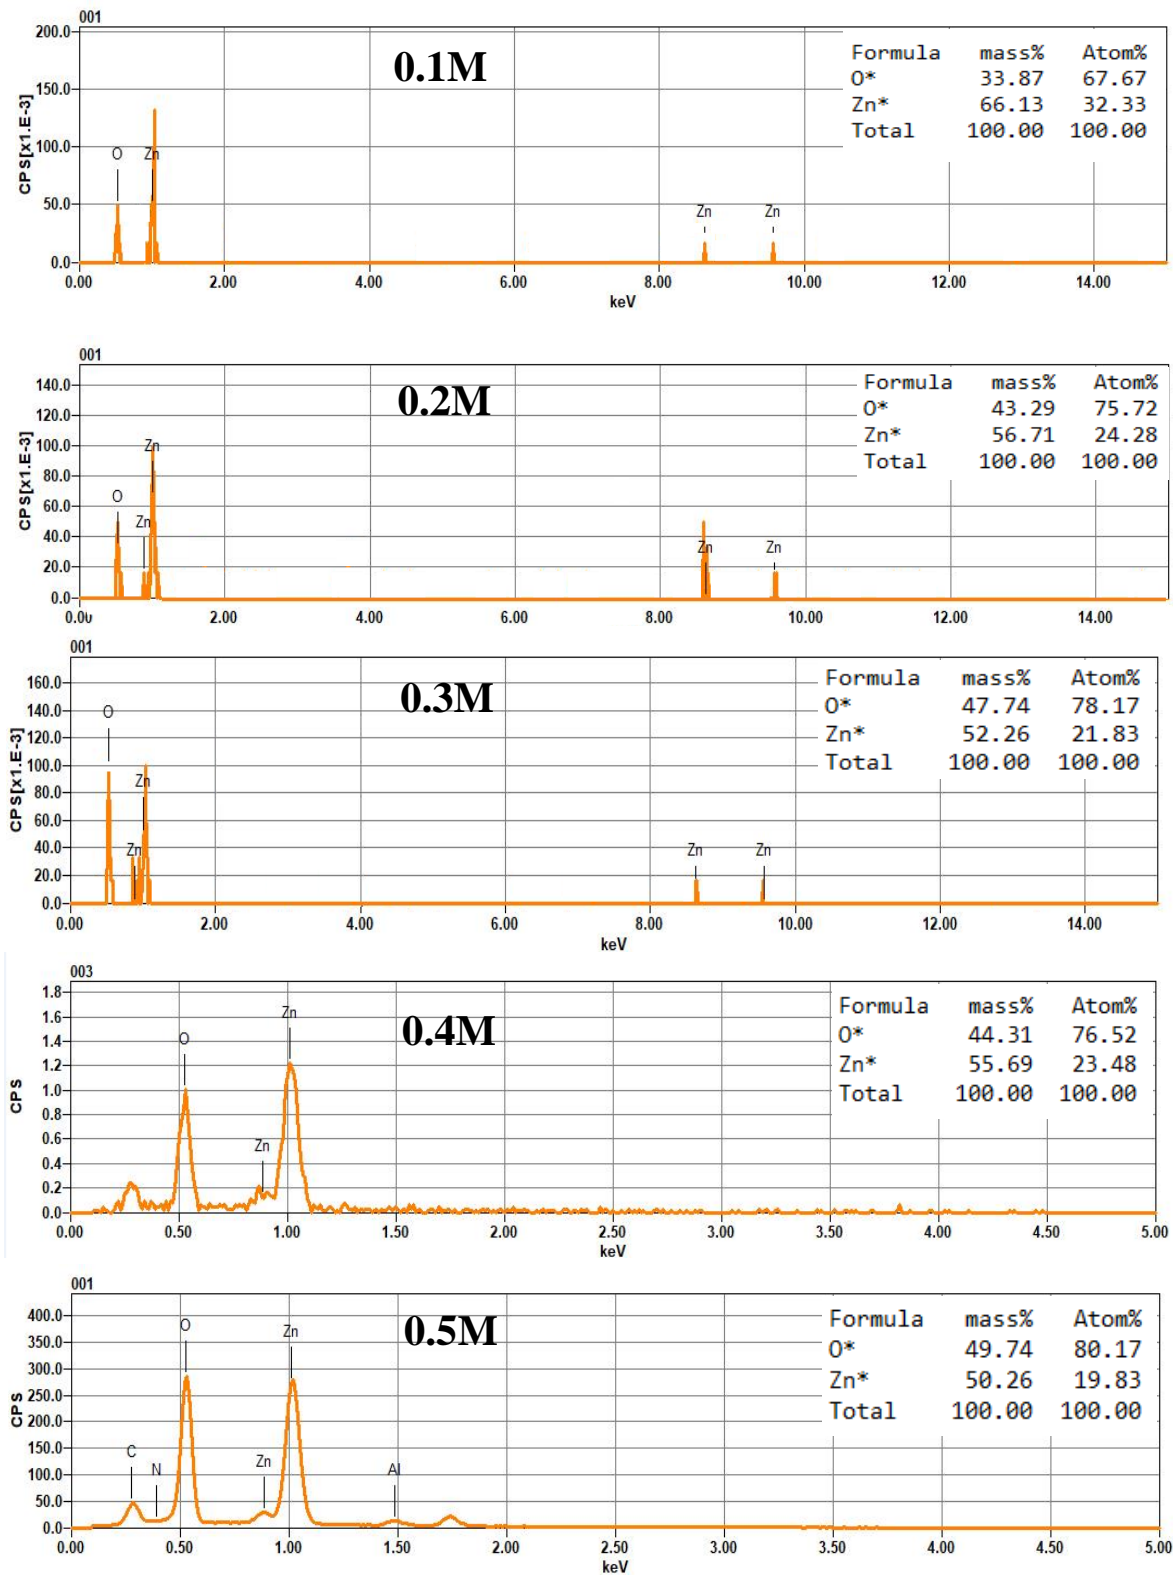 001
0.1M
Formula mass% Atom%
O* 33.87 67.67
Zn* 66.13 32.33
Total 100.00 100.00
CPS[x1.E-3]
200.0
150.0
100.0
50.0
0.0
O Zn Zn Zn
0.00 2.00 4.00 6.00 8.00 10.00 12.00 14.00
keV
001
0.2M
Formula mass% Atom%
O* 43.29 75.72
Zn* 56.71 24.28
Total 100.00 100.00
CPS[x1.E-3]
140.0
120.0
100.0
80.0
60.0
40.0
20.0
0.0
O Zn Zn Zn Zn
0.00 2.00 4.00 6.00 8.00 10.00 12.00 14.00
keV
001
0.3M
Formula mass% Atom%
O* 47.74 78.17
Zn* 52.26 21.83
Total 100.00 100.00
CPS[x1.E-3]
160.0
140.0
120.0
100.0
80.0
60.0
40.0
20.0
0.0
O Zn Zn Zn Zn
0.00 2.00 4.00 6.00 8.00 10.00 12.00 14.00
keV
003
0.4M
Formula mass% Atom%
O* 44.31 76.52
Zn* 55.69 23.48
Total 100.00 100.00
CPS
1.8
1.6
1.4
1.2
1.0
0.8
0.6
0.4
0.2
0.0
O Zn Zn
0.00 0.50 1.00 1.50 2.00 2.50 3.00 3.50 4.00 4.50 5.00
keV
001
0.5M
Formula mass% Atom%
O* 49.74 80.17
Zn* 50.26 19.83
Total 100.00 100.00
CPS
400.0
350.0
300.0
250.0
200.0
150.0
100.0
50.0
0.0
C N O Zn Zn Al
0.00 0.50 1.00 1.50 2.00 2.50 3.00 3.50 4.00 4.50 5.00
keV